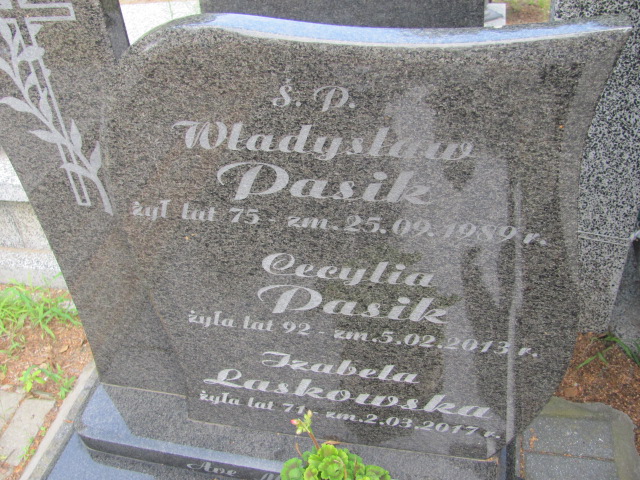 Ś. P.
Władysław
Pasik
żył lat 75 - zm. 25.09.1989 r.
Cecylia
Pasik
żyła lat 92 - zm. 5.02.2013 r.
Izabela
Laskowska
żyła lat 71 - zm. 2.03.2017 r.
Ave